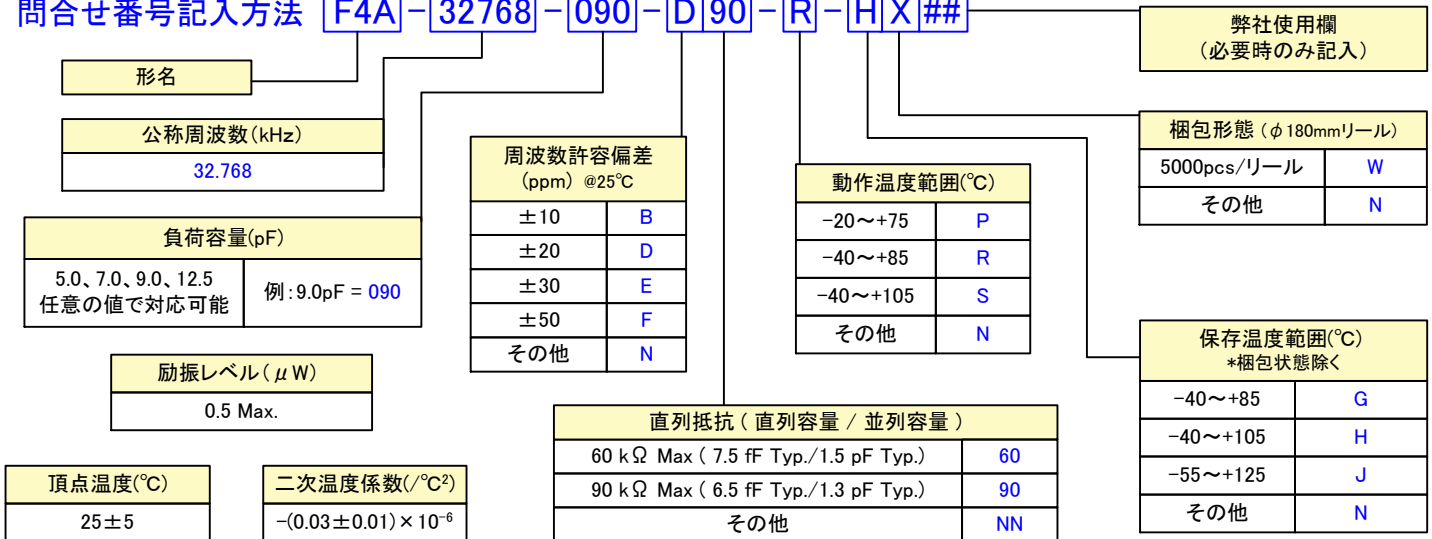 問合せ番号記入方法 F4A-32768-090-D90-R-HX##
弊社使用欄
(必要時のみ記入)
形名
公称周波数(kHz)
32.768
負荷容量(pF)
5.0、7.0、9.0、12.5
任意の値で対応可能
例:9.0pF = 090
周波数許容偏差
(ppm) @25℃
±10 B
±20 D
±30 E
±50 F
その他 N
動作温度範囲(℃)
-20〜+75 P
-40〜+85 R
-40〜+105 S
その他 N
梱包形態 (φ180mmリール)
5000pcs/リール W
その他 N
保存温度範囲(℃)
*梱包状態除く
-40〜+85 G
-40〜+105 H
-55〜+125 J
その他 N
励振レベル(μW)
0.5 Max.
直列抵抗 ( 直列容量 / 並列容量 )
60 kΩ Max ( 7.5 fF Typ./1.5 pF Typ.) 60
90 kΩ Max ( 6.5 fF Typ./1.3 pF Typ.) 90
その他 NN
頂点温度(℃)
25±5
二次温度係数(/℃²)
-(0.03±0.01)×10⁻⁶